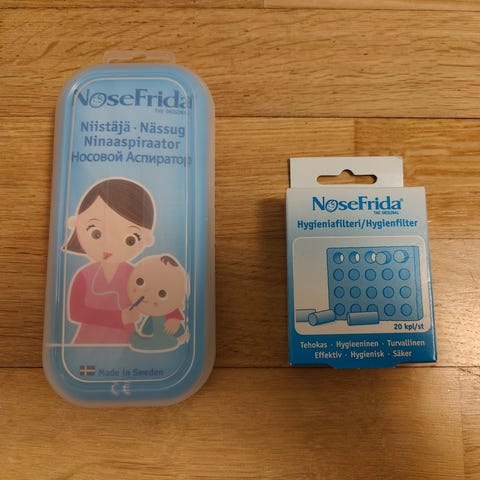 NoseFrida
THE ORIGINAL
Niistäjä · Nässug
Ninaaspiraator
Носовой Аспиратор
Made in Sweden
CE
NoseFrida®
THE ORIGINAL
Hygieniafilteri/Hygienfilter
20 kpl/st
Tehokas · Hygieeninen · Turvallinen
Effektiv · Hygienisk · Säker